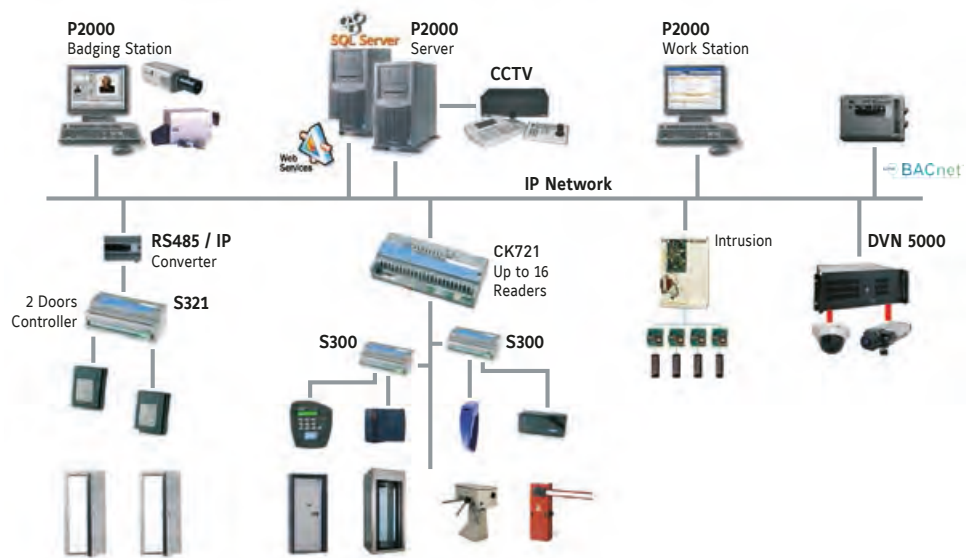 P2000
Badging Station
SQL Server
P2000
Server
CCTV
P2000
Work Station
Web
Services
IP Network
BACnet
RS485 / IP
Converter
2 Doors
Controller
S321
CK721
Up to 16
Readers
Intrusion
DVN 5000
S300
S300